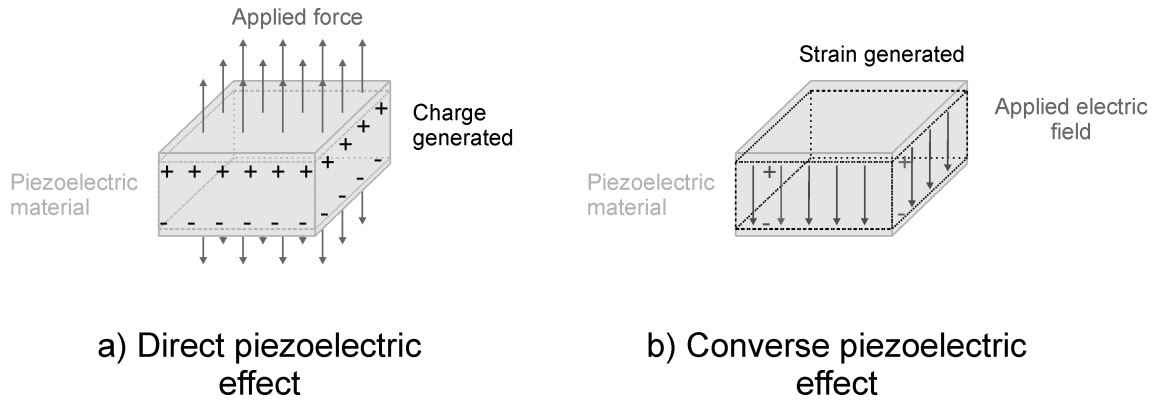 Applied force
Charge
generated
Piezoelectric
material
+ + + + + + + + + +
- - - - - - - - - -
a) Direct piezoelectric
effect
Strain generated
Applied electric
field
Piezoelectric
material
+ +
- -
b) Converse piezoelectric
effect